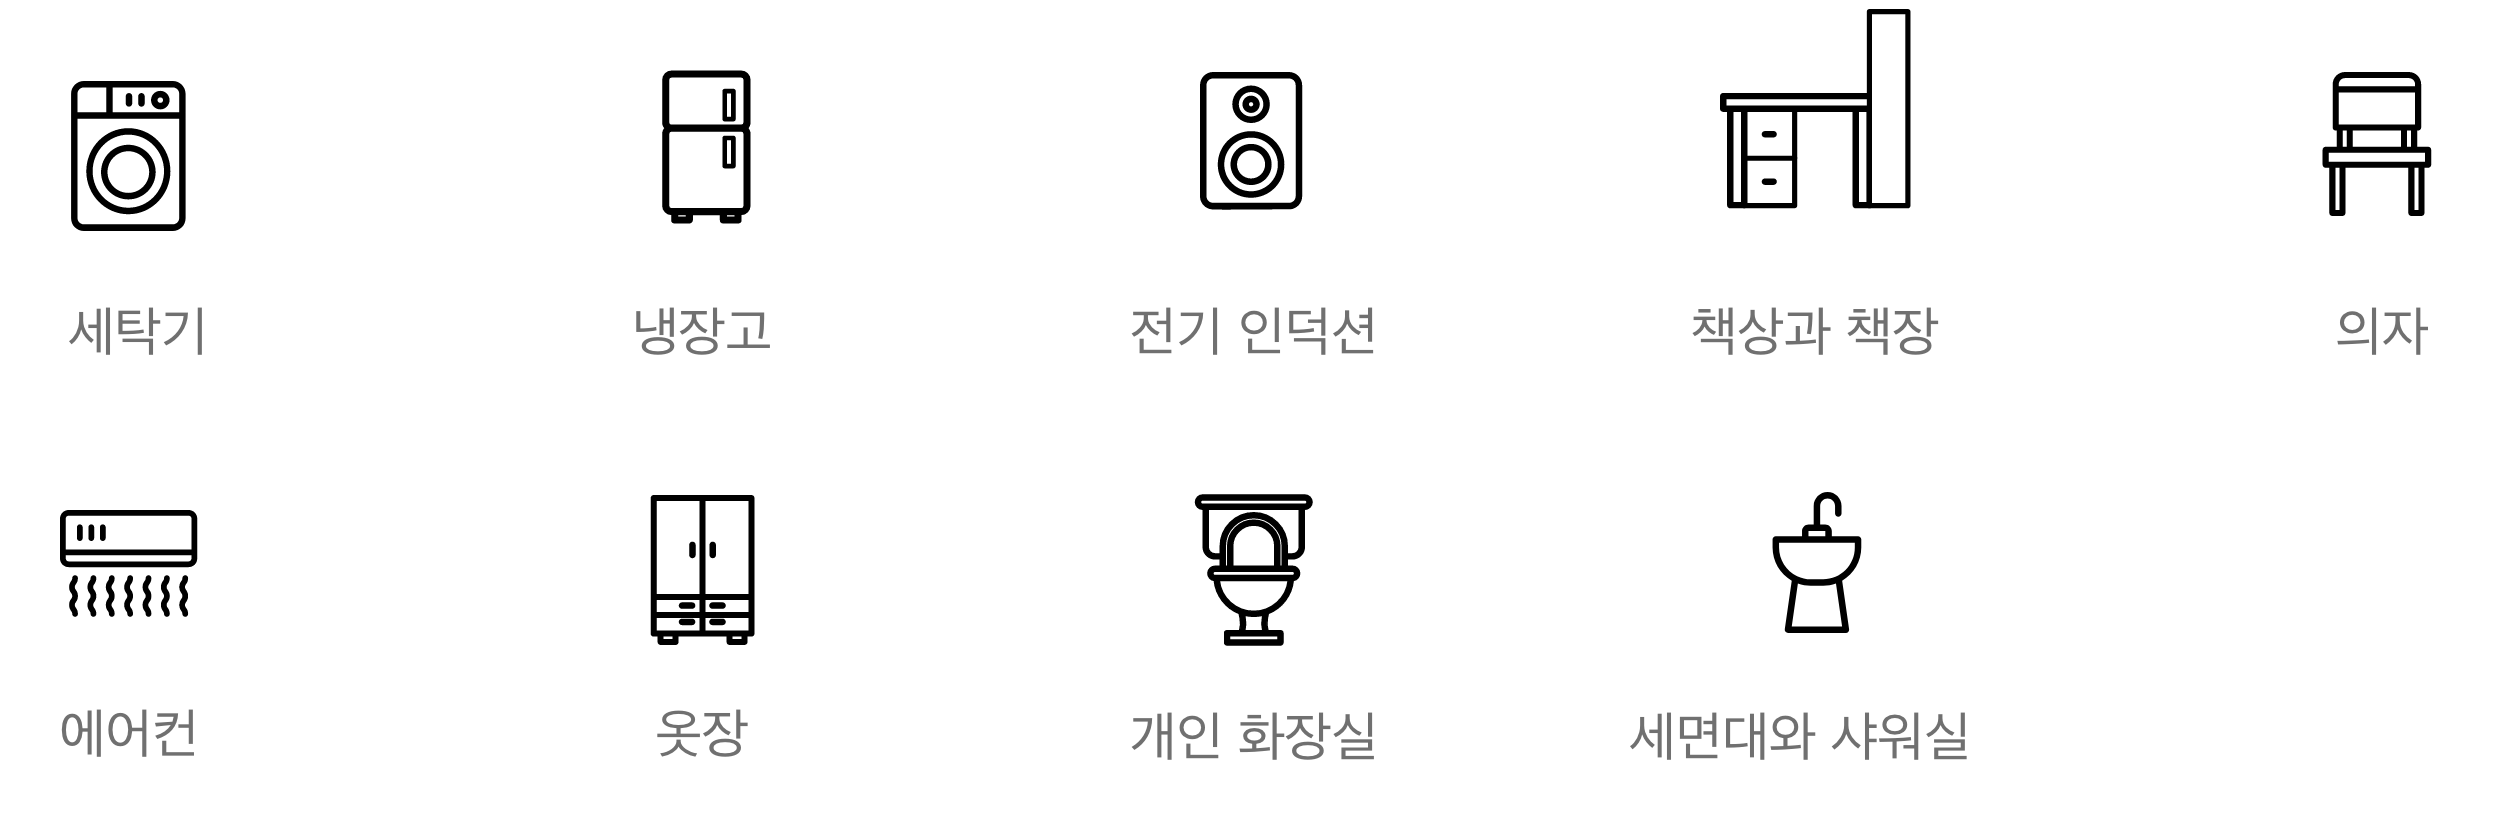 세탁기
냉장고
전기 인덕션
책상과 책장
의자
에어컨
옷장
개인 화장실
세면대와 샤워실